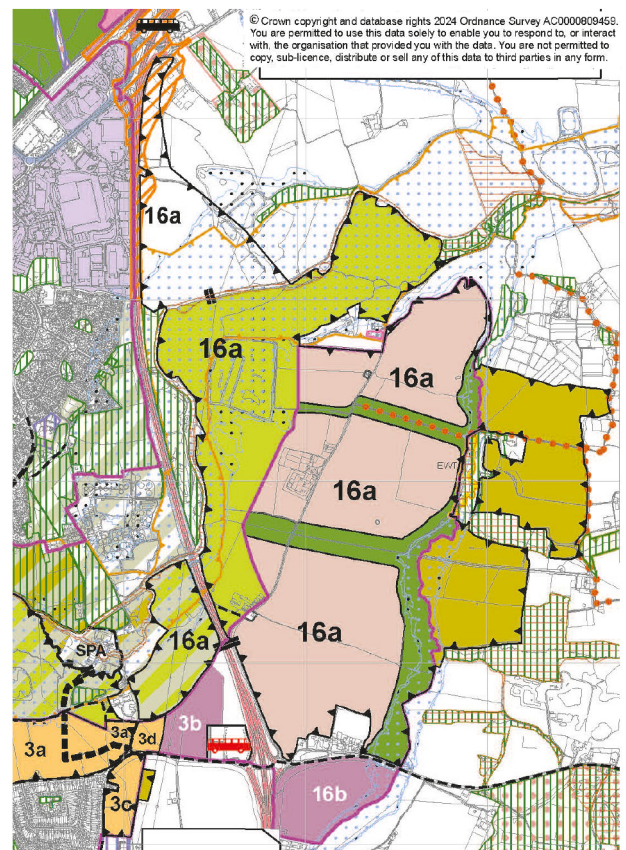 © Crown copyright and database rights 2024 Ordnance Survey AC0000809459.
You are permitted to use this data solely to enable you to respond to, or interact
with, the organisation that provided you with the data. You are not permitted to
copy, sub-licence, distribute or sell any of this data to third parties in any form.
16a
16a
16a
EWT
16a
16a
16a
SPA
3b
3a
3a
3d
16b
3c